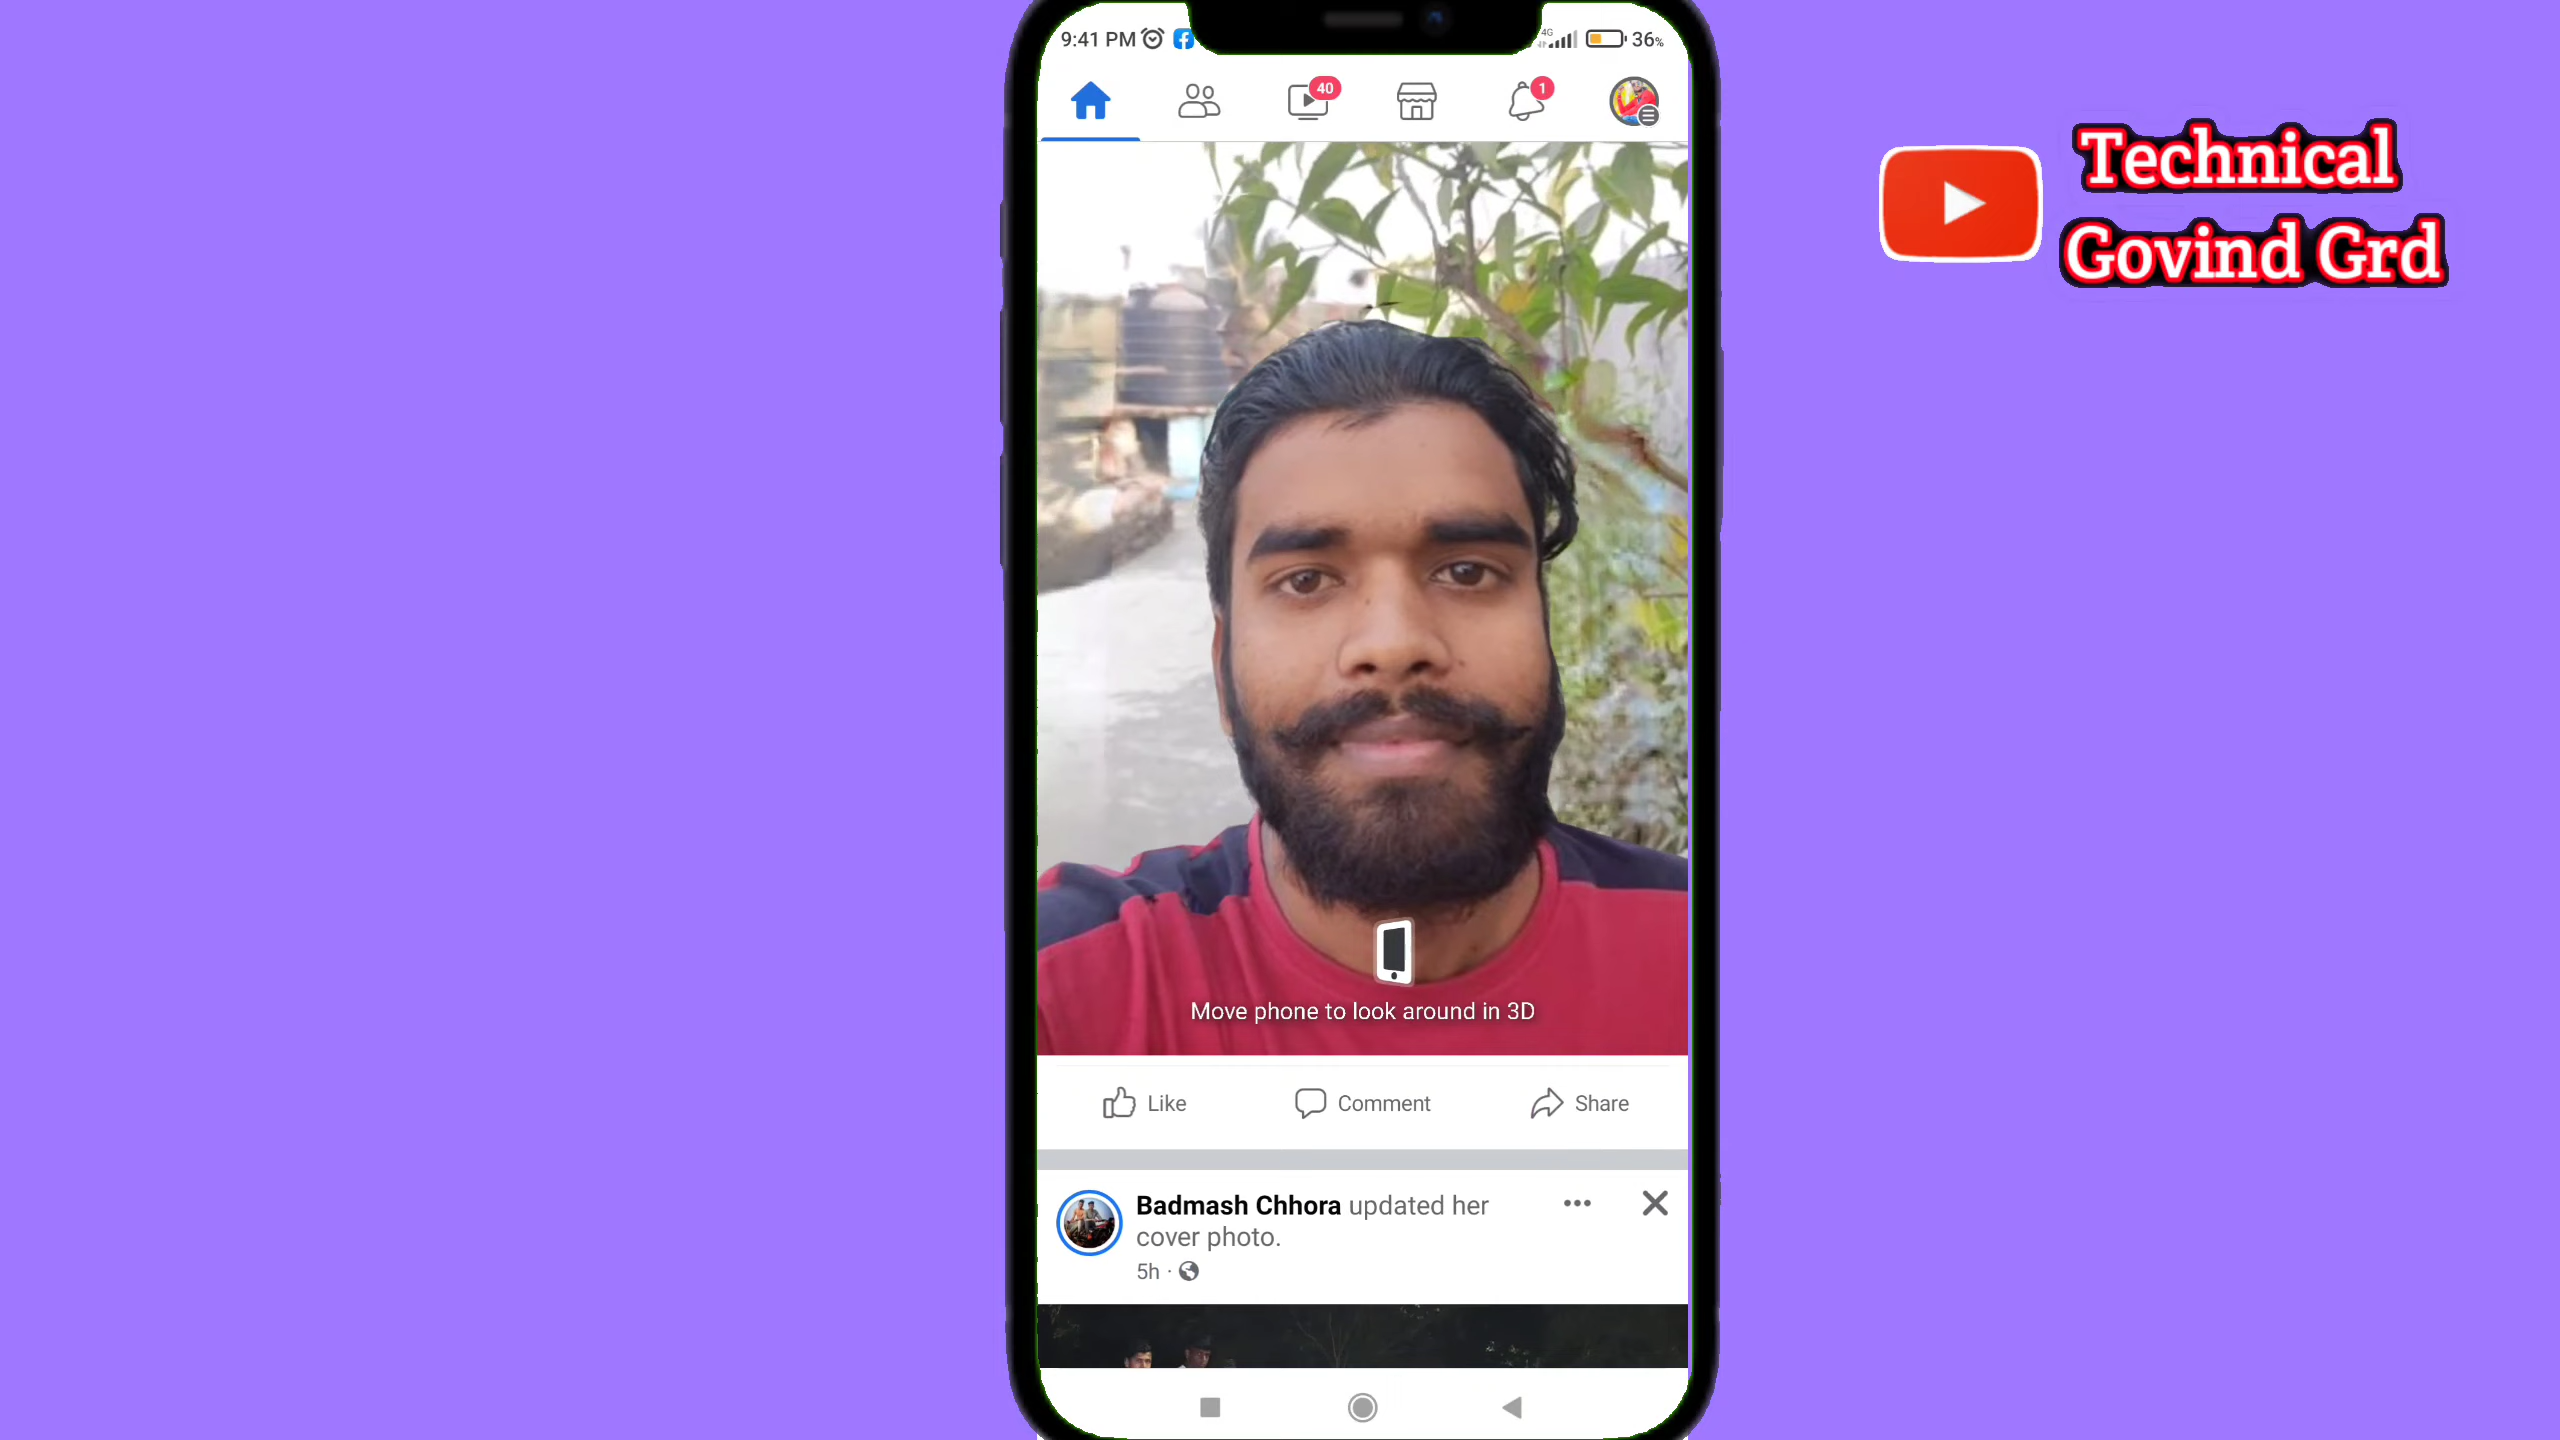 9:41 PM
4G
36%
40
1
Technical
Govind Grd
Move phone to look around in 3D
Like
Comment
Share
Badmash Chhora updated her
cover photo.
5h ·